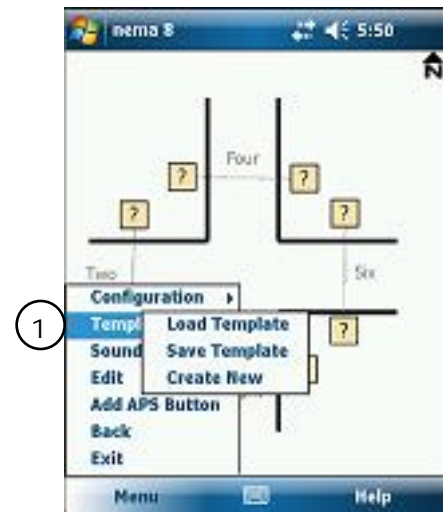 nema 8 5:50
N
Four
?
?
?
?
Two
Six
Configuration
1
Templ
Load Template
?
Sound
Save Template
Edit
Create New
Add APS Button
Back
Exit
Menu
Help